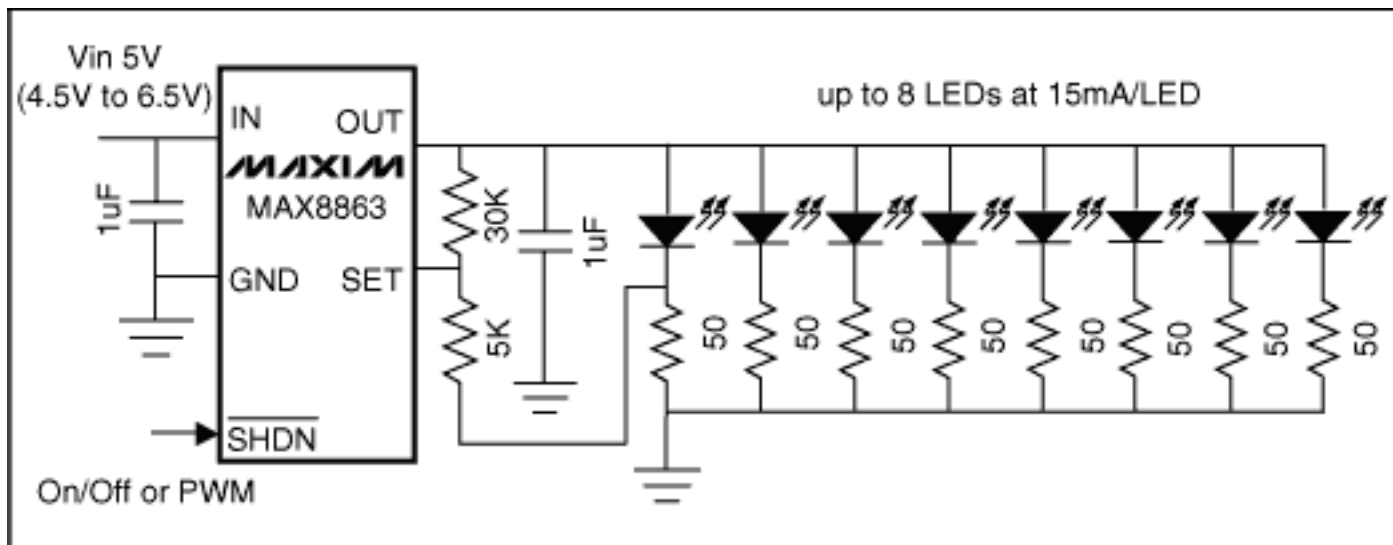 Vin 5V
(4.5V to 6.5V)
up to 8 LEDs at 15mA/LED
IN
OUT
MAXIM
MAX8863
1uF
30K
1uF
GND
SET
5K
50
50
50
50
50
50
50
50
SHDN
On/Off or PWM